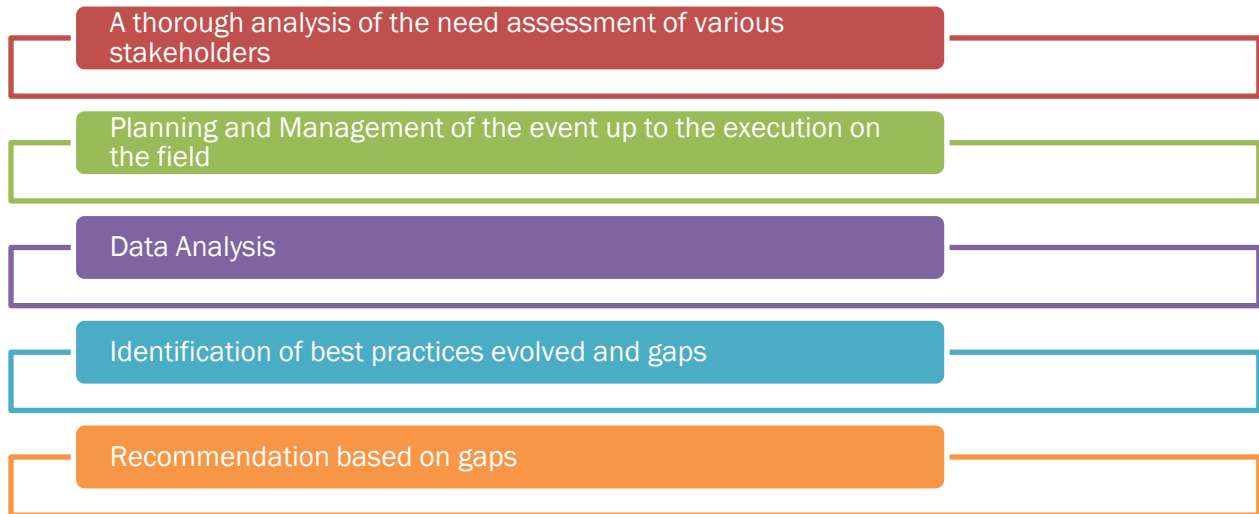 A thorough analysis of the need assessment of various
stakeholders
Planning and Management of the event up to the execution on
the field
Data Analysis
Identification of best practices evolved and gaps
Recommendation based on gaps